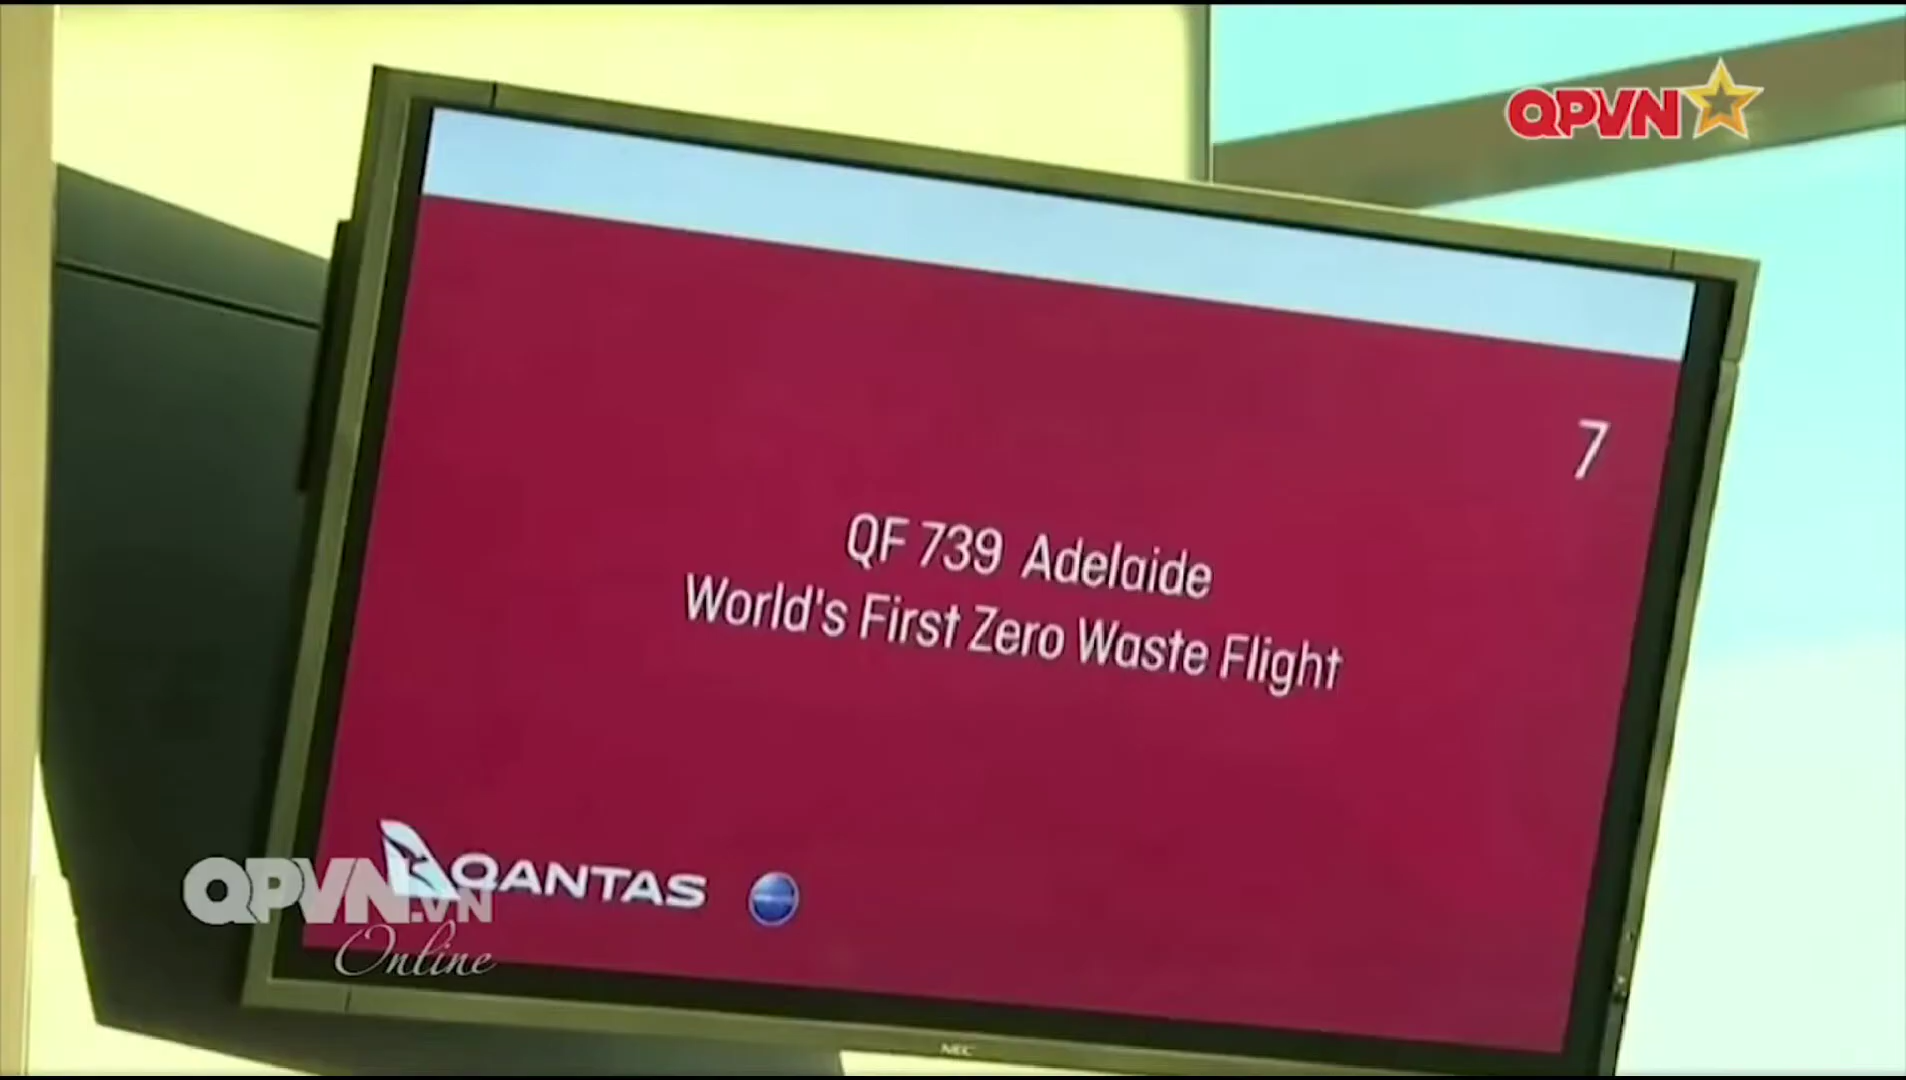 QPVN
7
QF 739 Adelaide
World's First Zero Waste Flight
QANTAS
QPVN.VN
Online
NEC